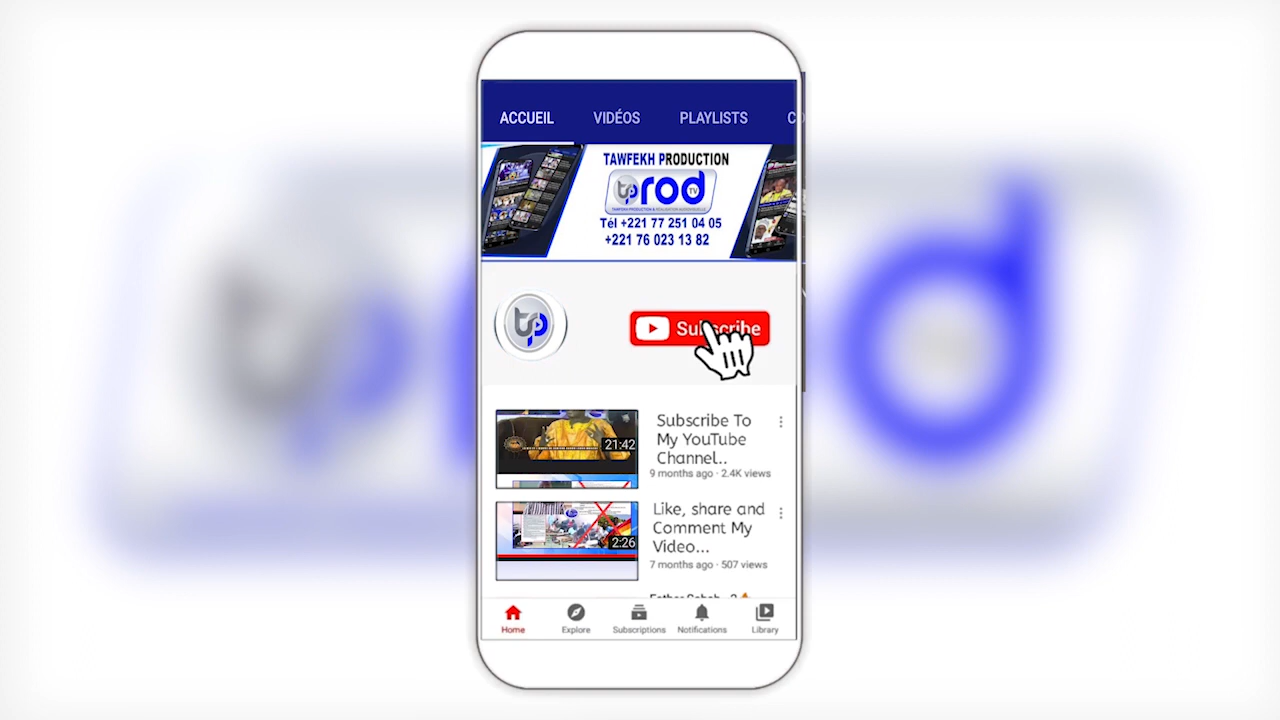 ACCUEIL VIDÉOS PLAYLISTS
TAWFEKH PRODUCTION
tprod TV
Tél +221 77 251 04 05
+221 76 023 13 82
tp
Subscribe
21:42
Subscribe To
My YouTube
Channel..
9 months ago · 2.4K views
2:26
Like, share and
Comment My
Video...
7 months ago · 507 views
Home Explore Subscriptions Notifications Library